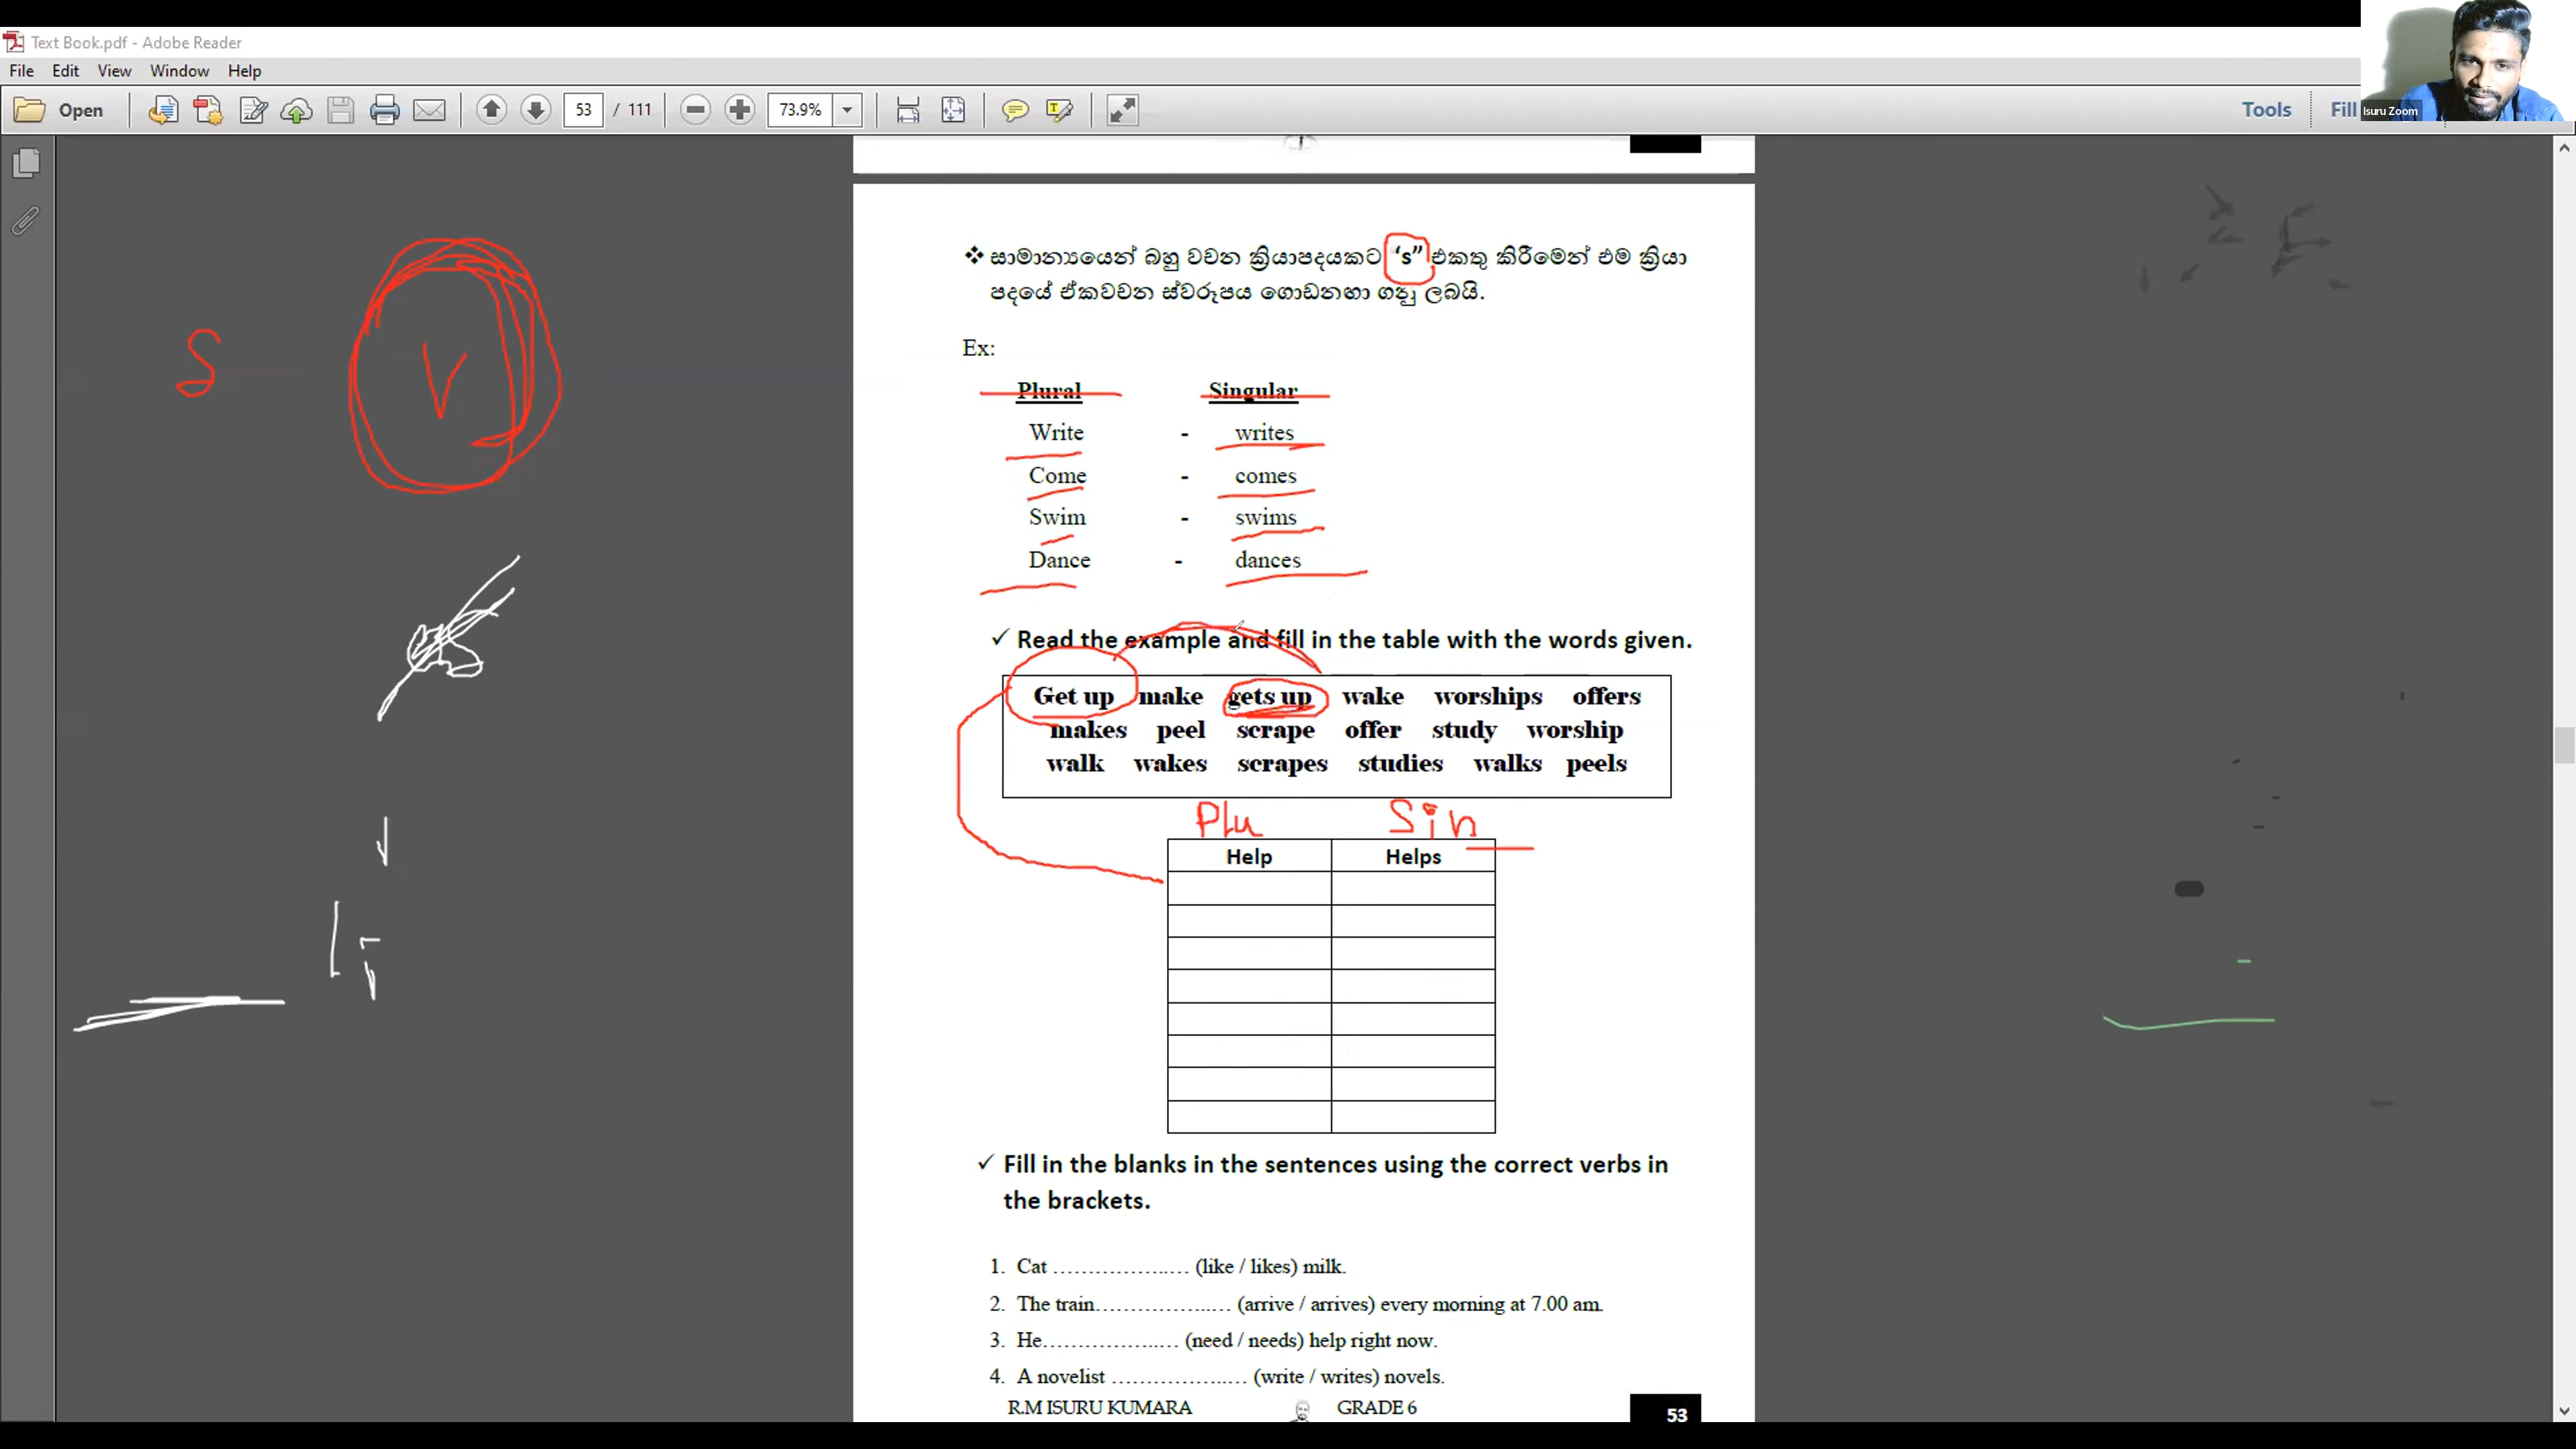 Text Book.pdf - Adobe Reader
File Edit View Window Help
Open 53 / 111 73.9% Tools Fill
Isuru Zoom
❖ සාමාන්‍යයෙන් බහු වචන ක්‍රියාපදයකට ‘s” එකතු කිරීමෙන් එම ක්‍රියා
පදයේ ඒකවචන ස්වරූපය ගොඩනඟා ගනු ලබයි.
S V
Ex:
Plural Singular
Write - writes
Come - comes
Swim - swims
Dance - dances
✓ Read the example and fill in the table with the words given.
Get up make gets up wake worships offers
makes peel scrape offer study worship
walk wakes scrapes studies walks peels
Plu Sin
Help Helps
✓ Fill in the blanks in the sentences using the correct verbs in
the brackets.
1. Cat ……………..… (like / likes) milk.
2. The train……………..… (arrive / arrives) every morning at 7.00 am.
3. He……………..… (need / needs) help right now.
4. A novelist ……………..… (write / writes) novels.
R.M ISURU KUMARA GRADE 6 53